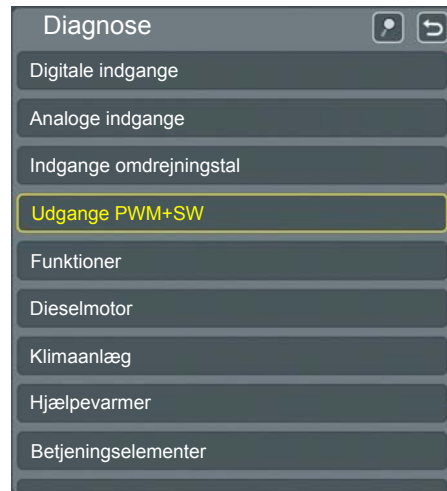 Diagnose
Digitale indgange
Analoge indgange
Indgange omdrejningstal
Udgange PWM+SW
Funktioner
Dieselmotor
Klimaanlæg
Hjælpevarmer
Betjeningselementer